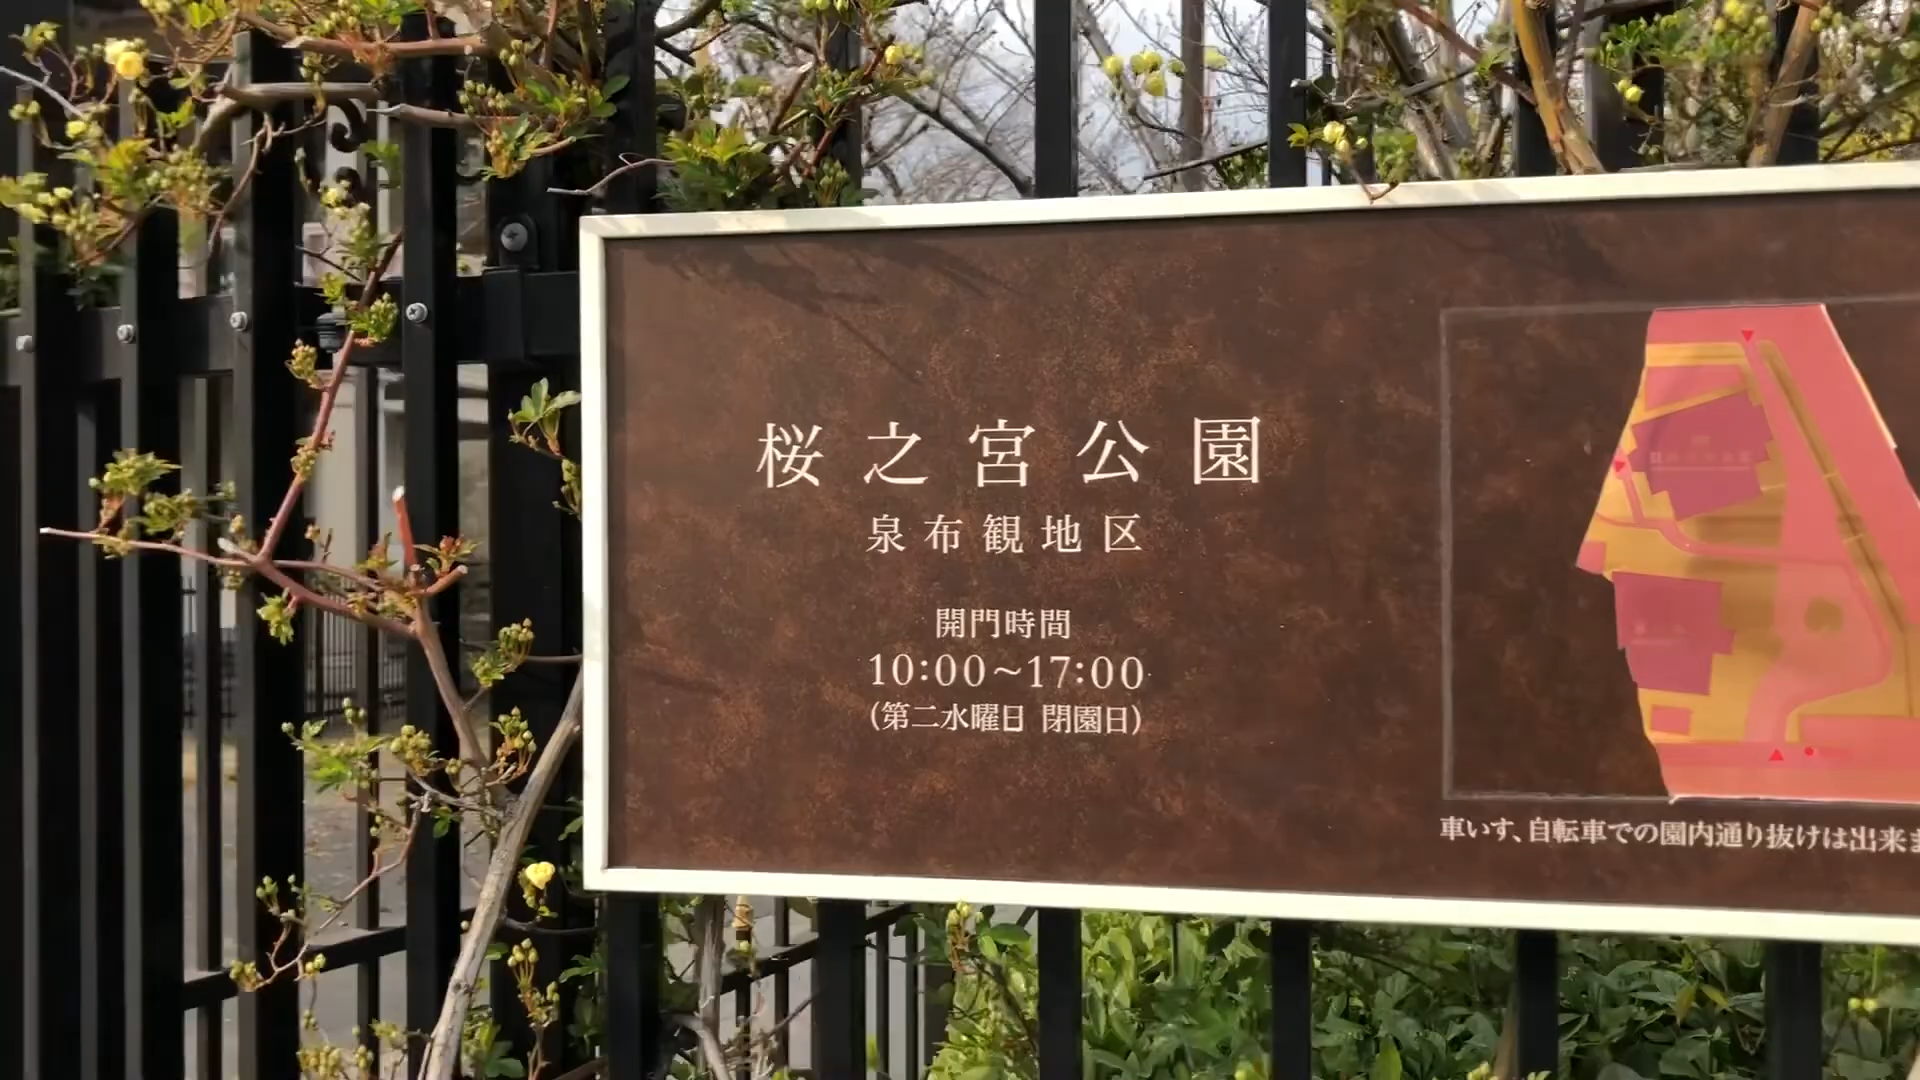 桜之宮公園
泉布観地区
開門時間
10:00～17:00
(第二水曜日 閉園日)
車いす、自転車での園内通り抜けは出来ま